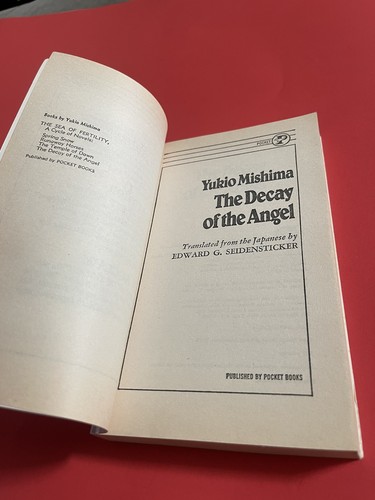 Books by Yukio Mishima
THE SEA OF FERTILITY,
A Cycle of Novels:
Spring Snow
Runaway Horses
The Temple of Dawn
The Decay of the Angel
Published by POCKET BOOKS
POCKET
Yukio Mishima
The Decay
of the Angel
Translated from the Japanese by
EDWARD G. SEIDENSTICKER
PUBLISHED BY POCKET BOOKS